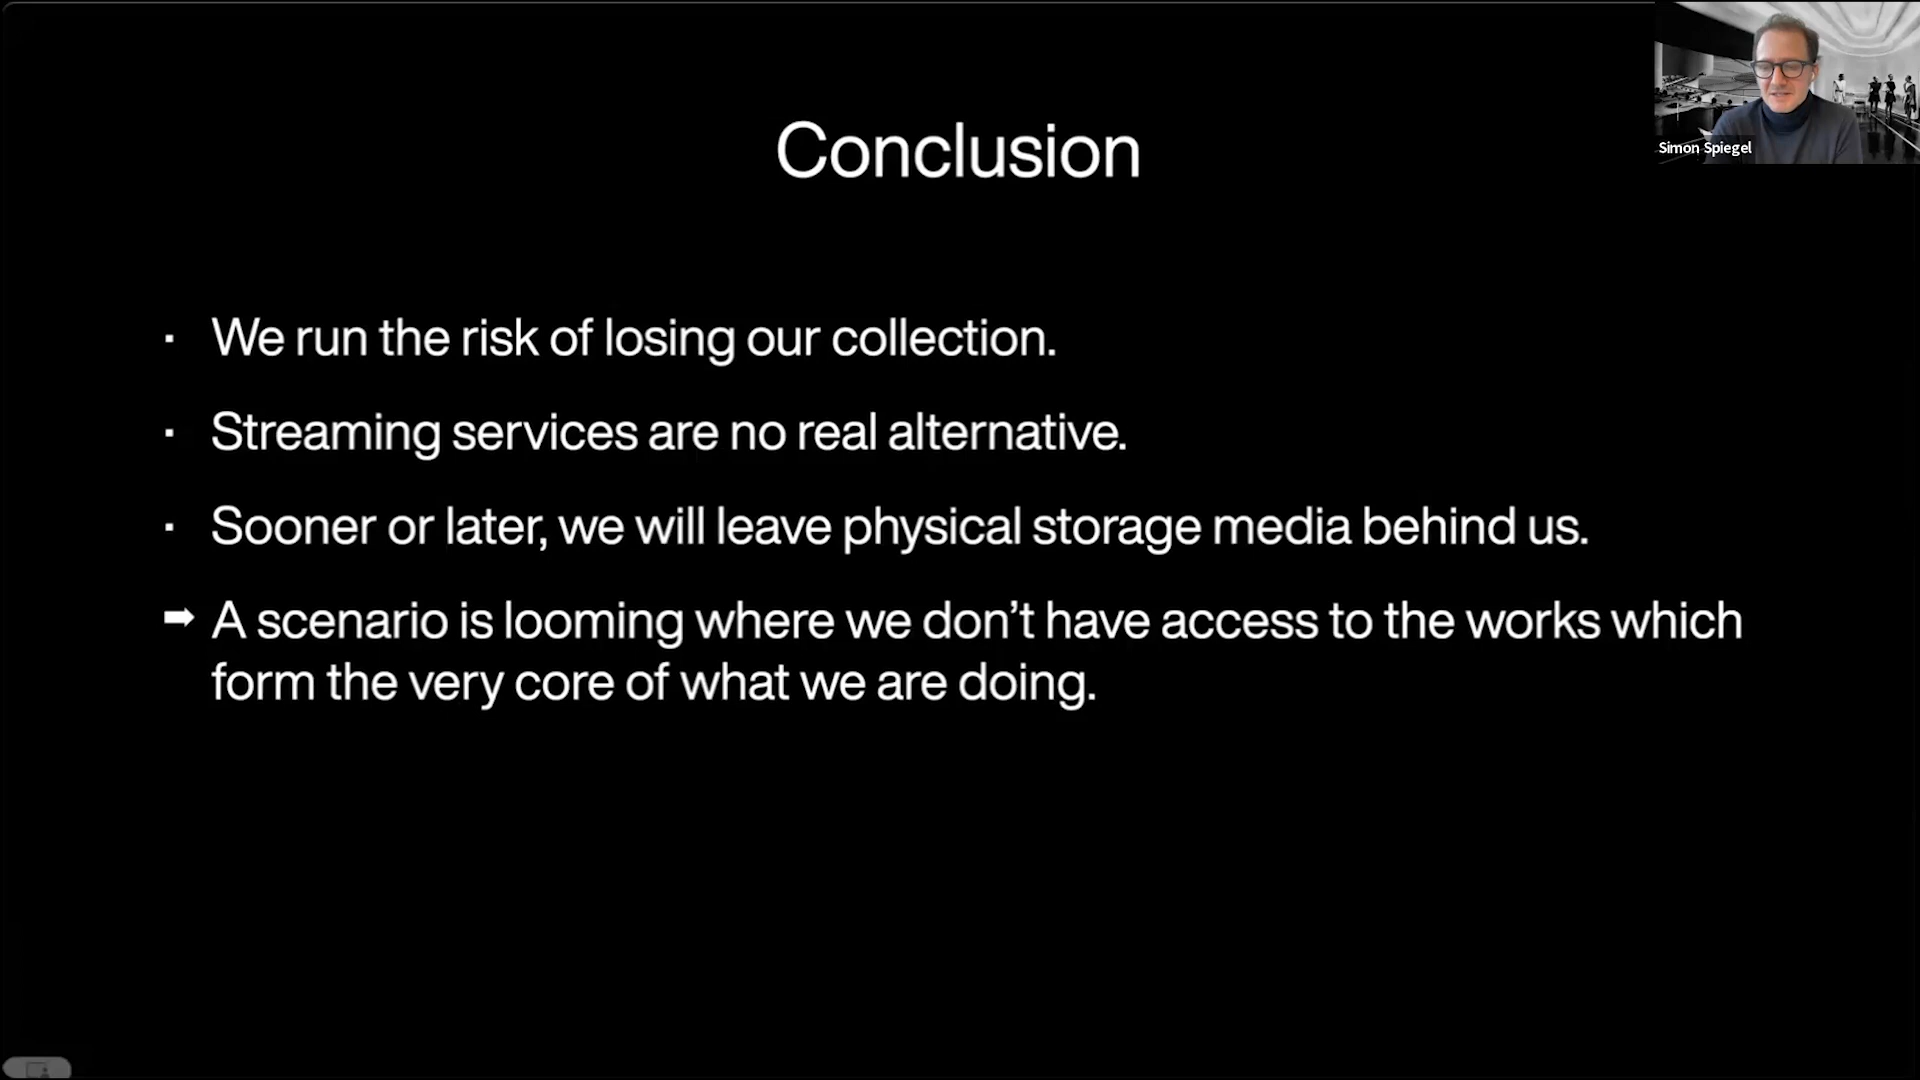 Conclusion
Simon Spiegel
· We run the risk of losing our collection.
· Streaming services are no real alternative.
· Sooner or later, we will leave physical storage media behind us.
➡ A scenario is looming where we don’t have access to the works which
form the very core of what we are doing.